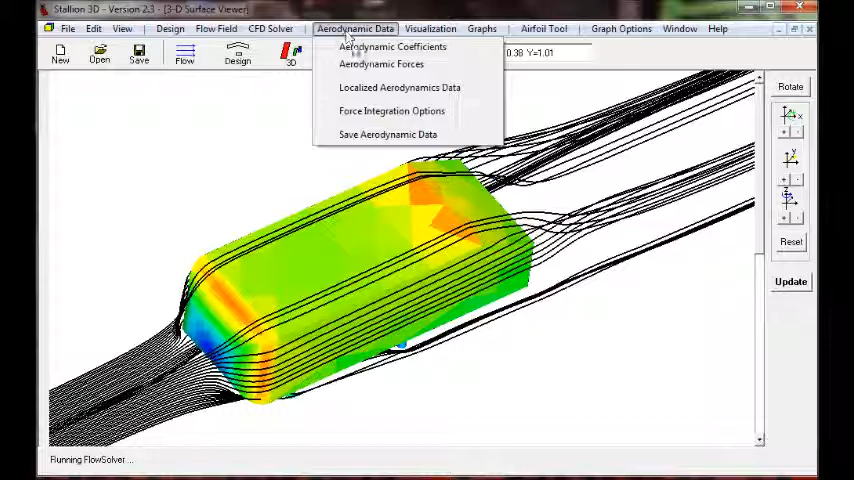 Stallion 3D - Version 2.3 - [3-D Surface Viewer]
File Edit View | Design Flow Field CFD Solver | Aerodynamic Data Visualization Graphs | Airfoil Tool | Graph Options Window Help
New Open Save Flow Design 3D
0.38 Y=1.01
Aerodynamic Coefficients
Aerodynamic Forces
Localized Aerodynamics Data
Force Integration Options
Save Aerodynamic Data
Rotate
x
+ -
Y
+ -
z
+ -
Reset
Update
Running FlowSolver ...